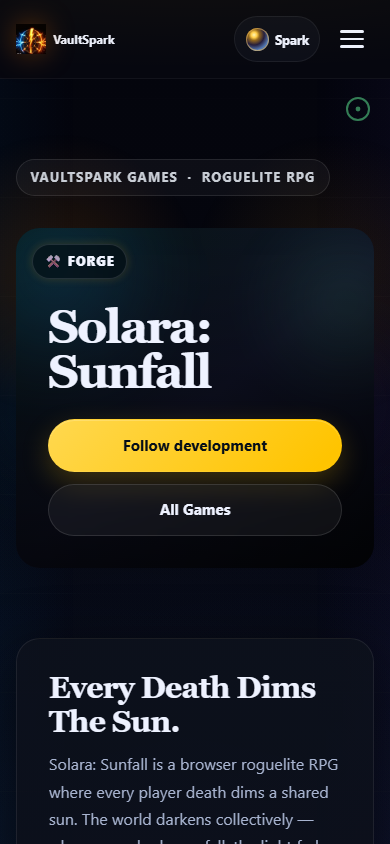 VaultSpark
Spark
VAULTSPARK GAMES · ROGUELITE RPG
FORGE
Solara:
Sunfall
Follow development
All Games
Every Death Dims
The Sun.
Solara: Sunfall is a browser roguelite RPG
where every player death dims a shared
sun. The world darkens collectively —